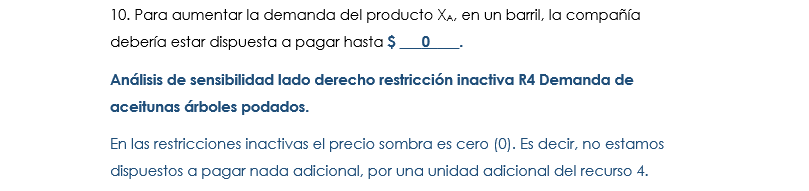 10. Para aumentar la demanda del producto XA, en un barril, la compañía
debería estar dispuesta a pagar hasta $ __0__.
Análisis de sensibilidad lado derecho restricción inactiva R4 Demanda de
aceitunas árboles podados.
En las restricciones inactivas el precio sombra es cero (0). Es decir, no estamos
dispuestos a pagar nada adicional, por una unidad adicional del recurso 4.